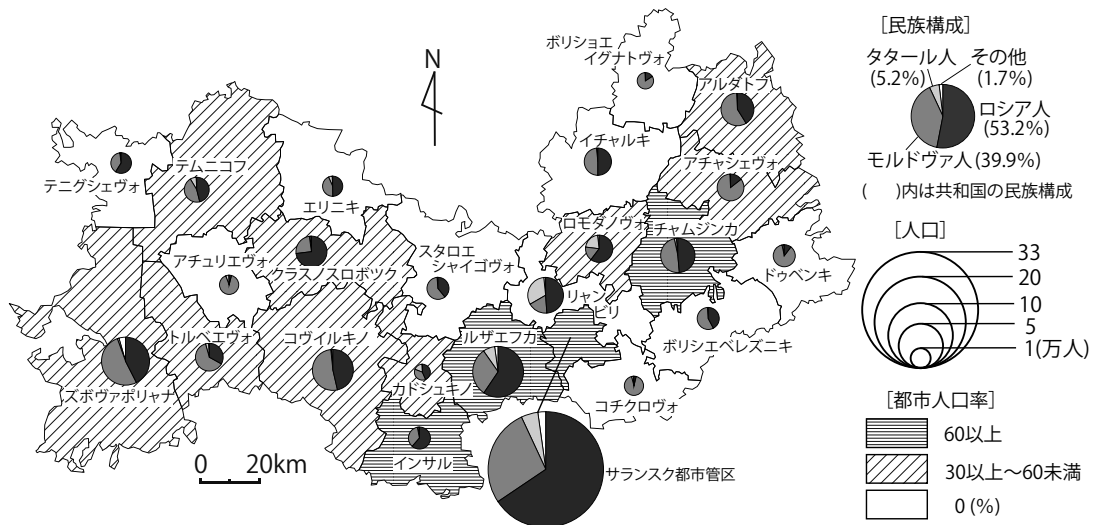 ボリショエ
イグナトヴォ
アルダトフ
イチャルキ
アチャシェヴォ
テニグシェヴォ
テムニコフ
エリニキ
ロモダノヴォ
チャムジンカ
アチュリエヴォ
クラスノスロボツク
スタロエ
シャイゴヴォ
リャン
ビリ
ドゥベンキ
トルベエヴォ
コヴィルキノ
ルザエフカ
ボリシエベレズニキ
ズボヴァポリャナ
カドシュキノ
コチクロヴォ
インサル
サランスク都市管区
N
0 20km
[民族構成]
タタール人
(5.2%)
その他
(1.7%)
ロシア人
(53.2%)
モルドヴァ人(39.9%)
( )内は共和国の民族構成
[人口]
33
20
10
5
1(万人)
[都市人口率]
60以上
30以上〜60未満
0(%)